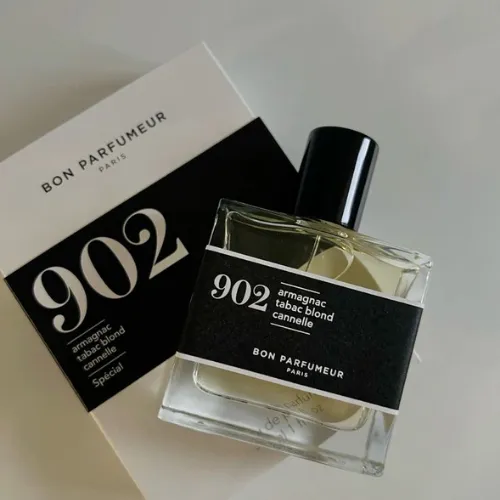 BON PARFUMEUR
PARIS
902
armagnac
tabac blond
cannelle
Spécial
902
armagnac
tabac blond
cannelle
BON PARFUMEUR
PARIS